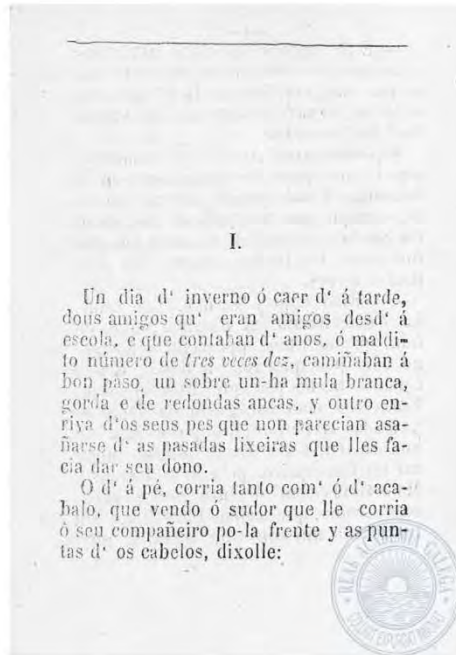 I.
Un dia d‘ inverno ó caer d‘ á tarde,
dous amigos qu‘ eran amigos desd‘ á
escola, e que contaban d‘ anos, ó maldi-
to número de tres veces dez, camiñaban á
bon paso, un sobre un-ha mula branca,
gorda e de redondas ancas, y outro en-
riva d‘os seus pes que non parecian asa-
ñarse d‘ as pasadas lixeiras que lles fa-
cia dar seu dono.
O d‘ á pé, corria tanto com‘ ó d‘ aca-
balo, que vendo ó sudor que lle corria
ó seu compañeiro po-la frente y as pun-
tas d‘ os cabelos, dixolle:
REAL ACADEMIA GALEGA